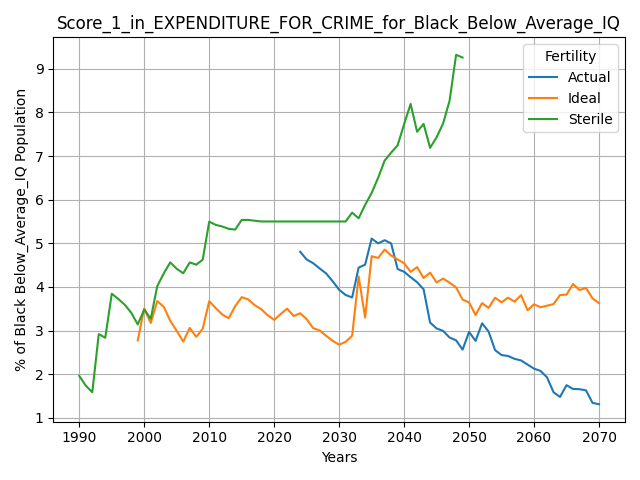 Score_1_in_EXPENDITURE_FOR_CRIME_for_Black_Below_Average_IQ
Fertility
Actual
Ideal
Sterile
% of Black Below_Average_IQ Population
9
8
7
6
5
4
3
2
1
1990 2000 2010 2020 2030 2040 2050 2060 2070
Years